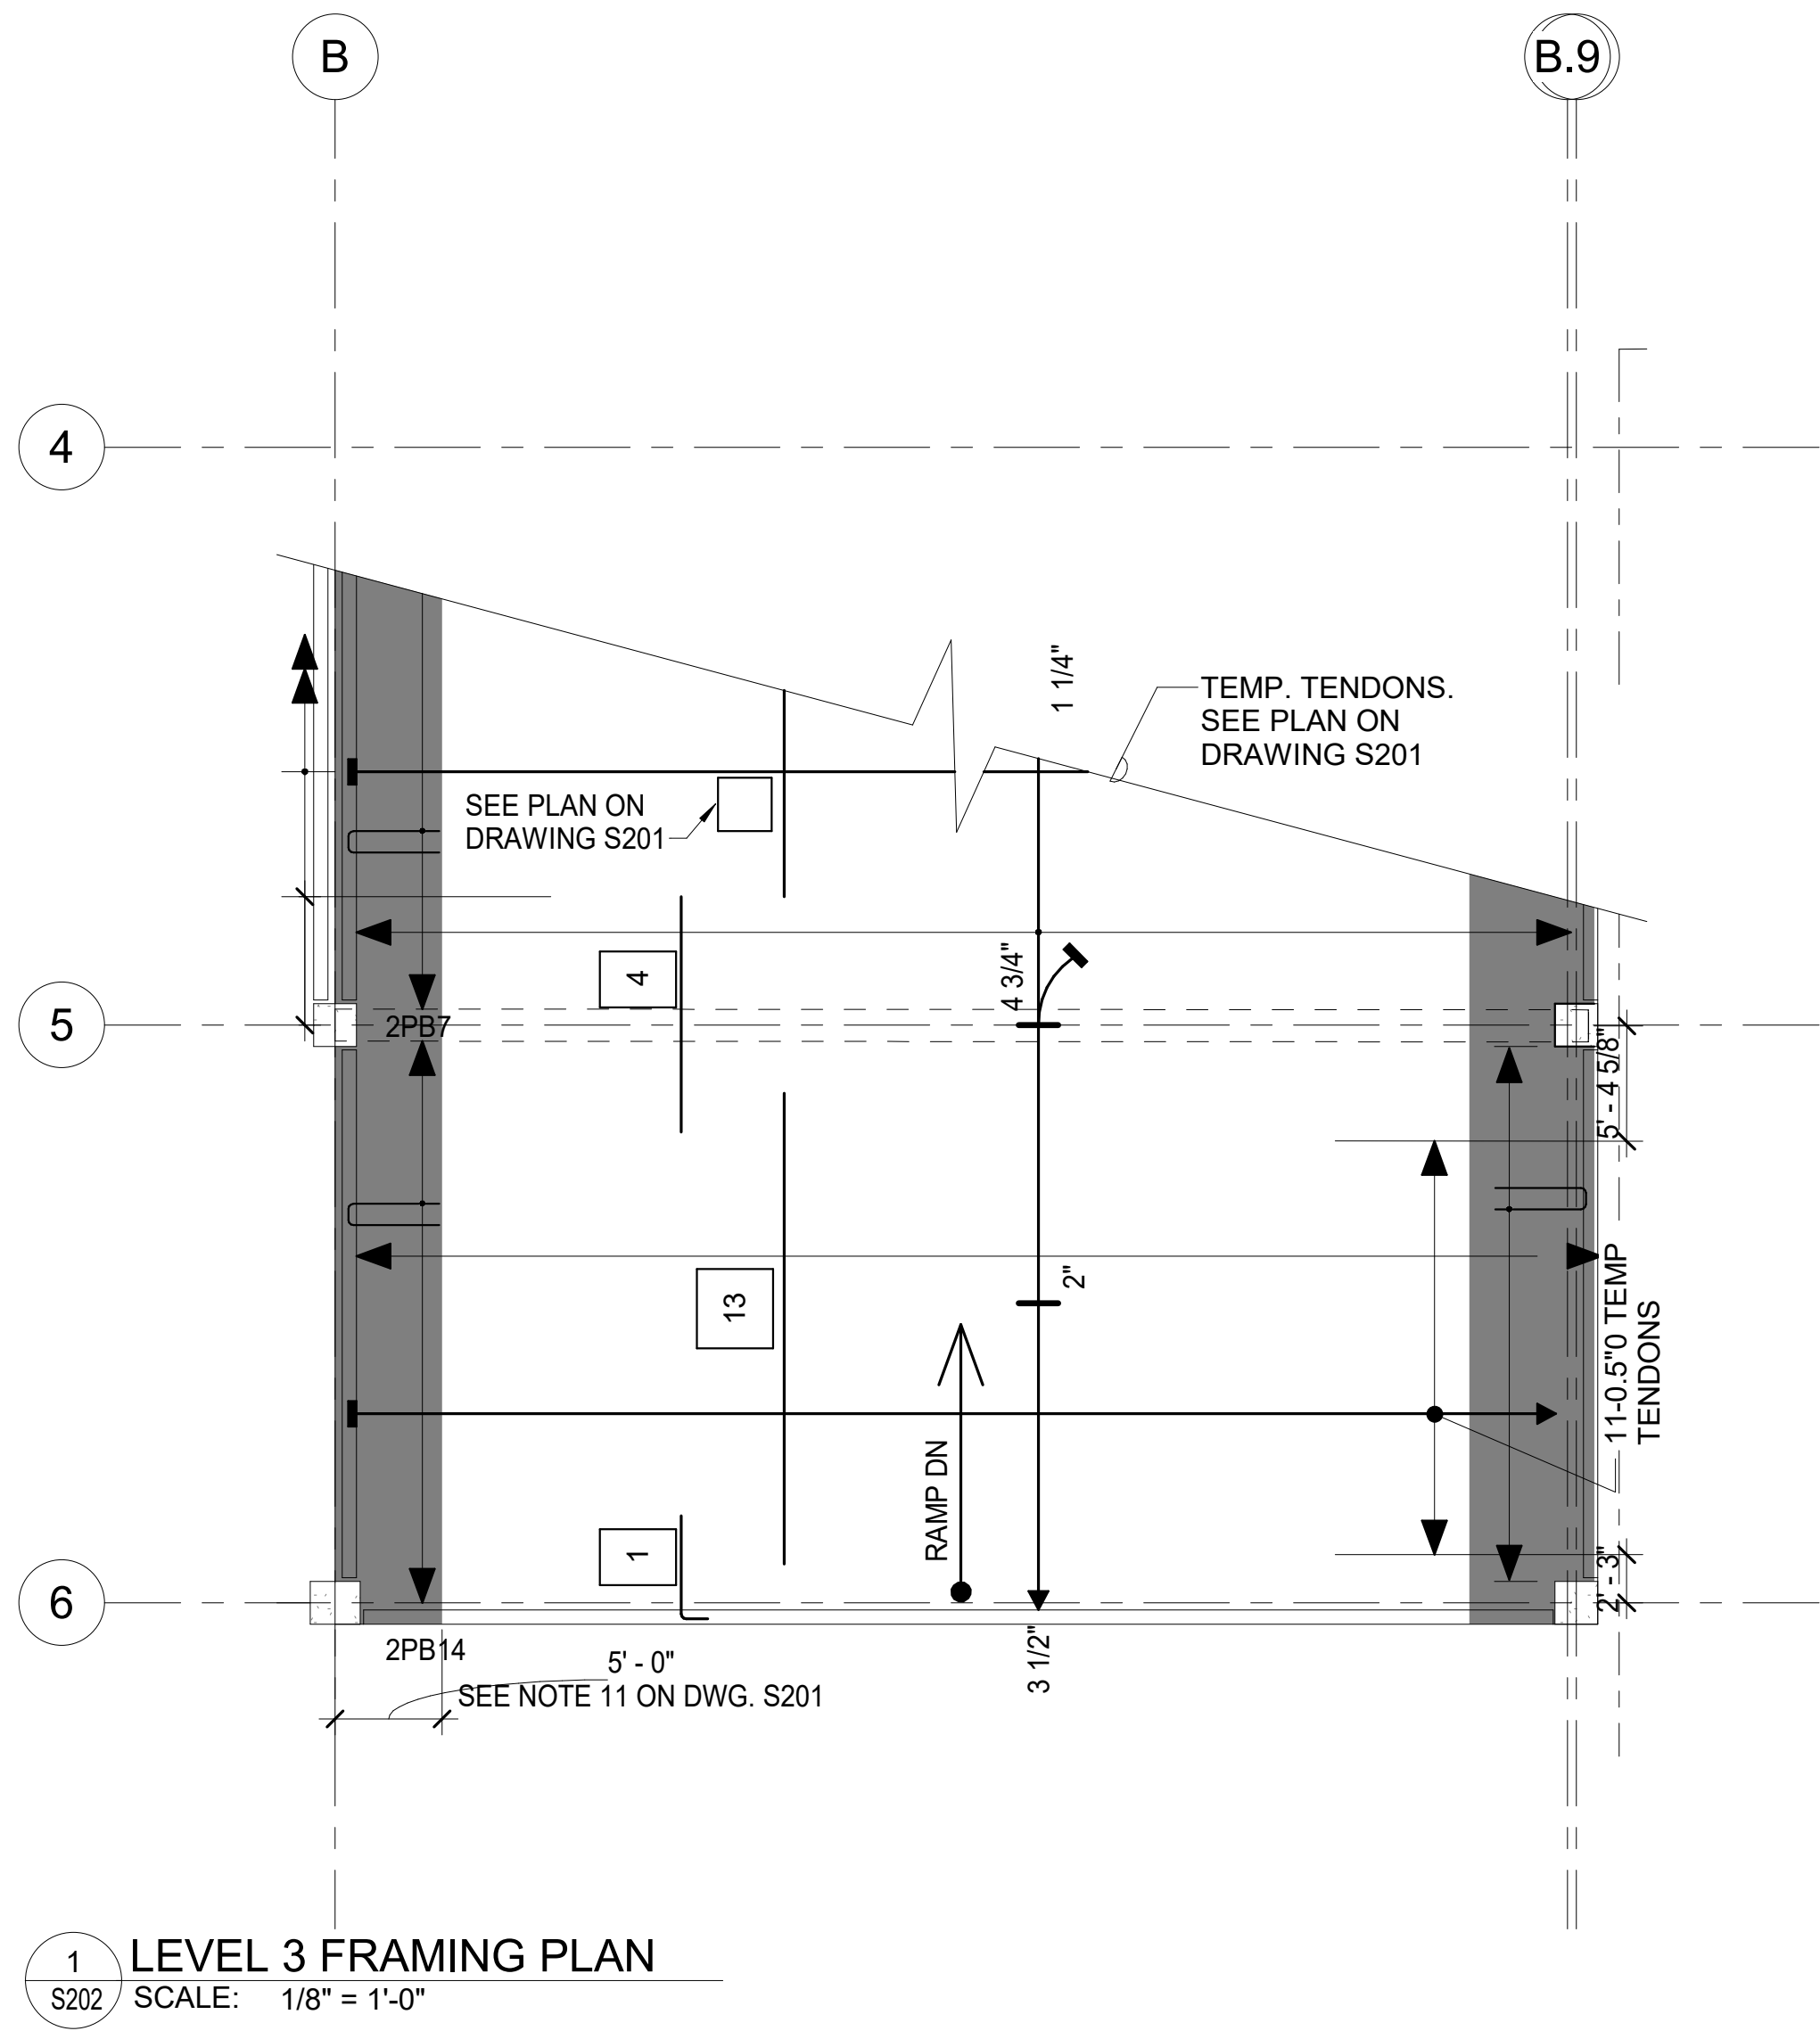 B
B.9
4
1 1/4"
TEMP. TENDONS.
SEE PLAN ON
DRAWING S201
SEE PLAN ON
DRAWING S201
4
4 3/4"
5
2PB7
5' - 4 5/8"
13
2"
11-0.5"0 TEMP
TENDONS
RAMP DN
1
2' - 3"
6
2PB14
5' - 0"
SEE NOTE 11 ON DWG. S201
3 1/2"
1
LEVEL 3 FRAMING PLAN
S202
SCALE: 1/8" = 1'-0"